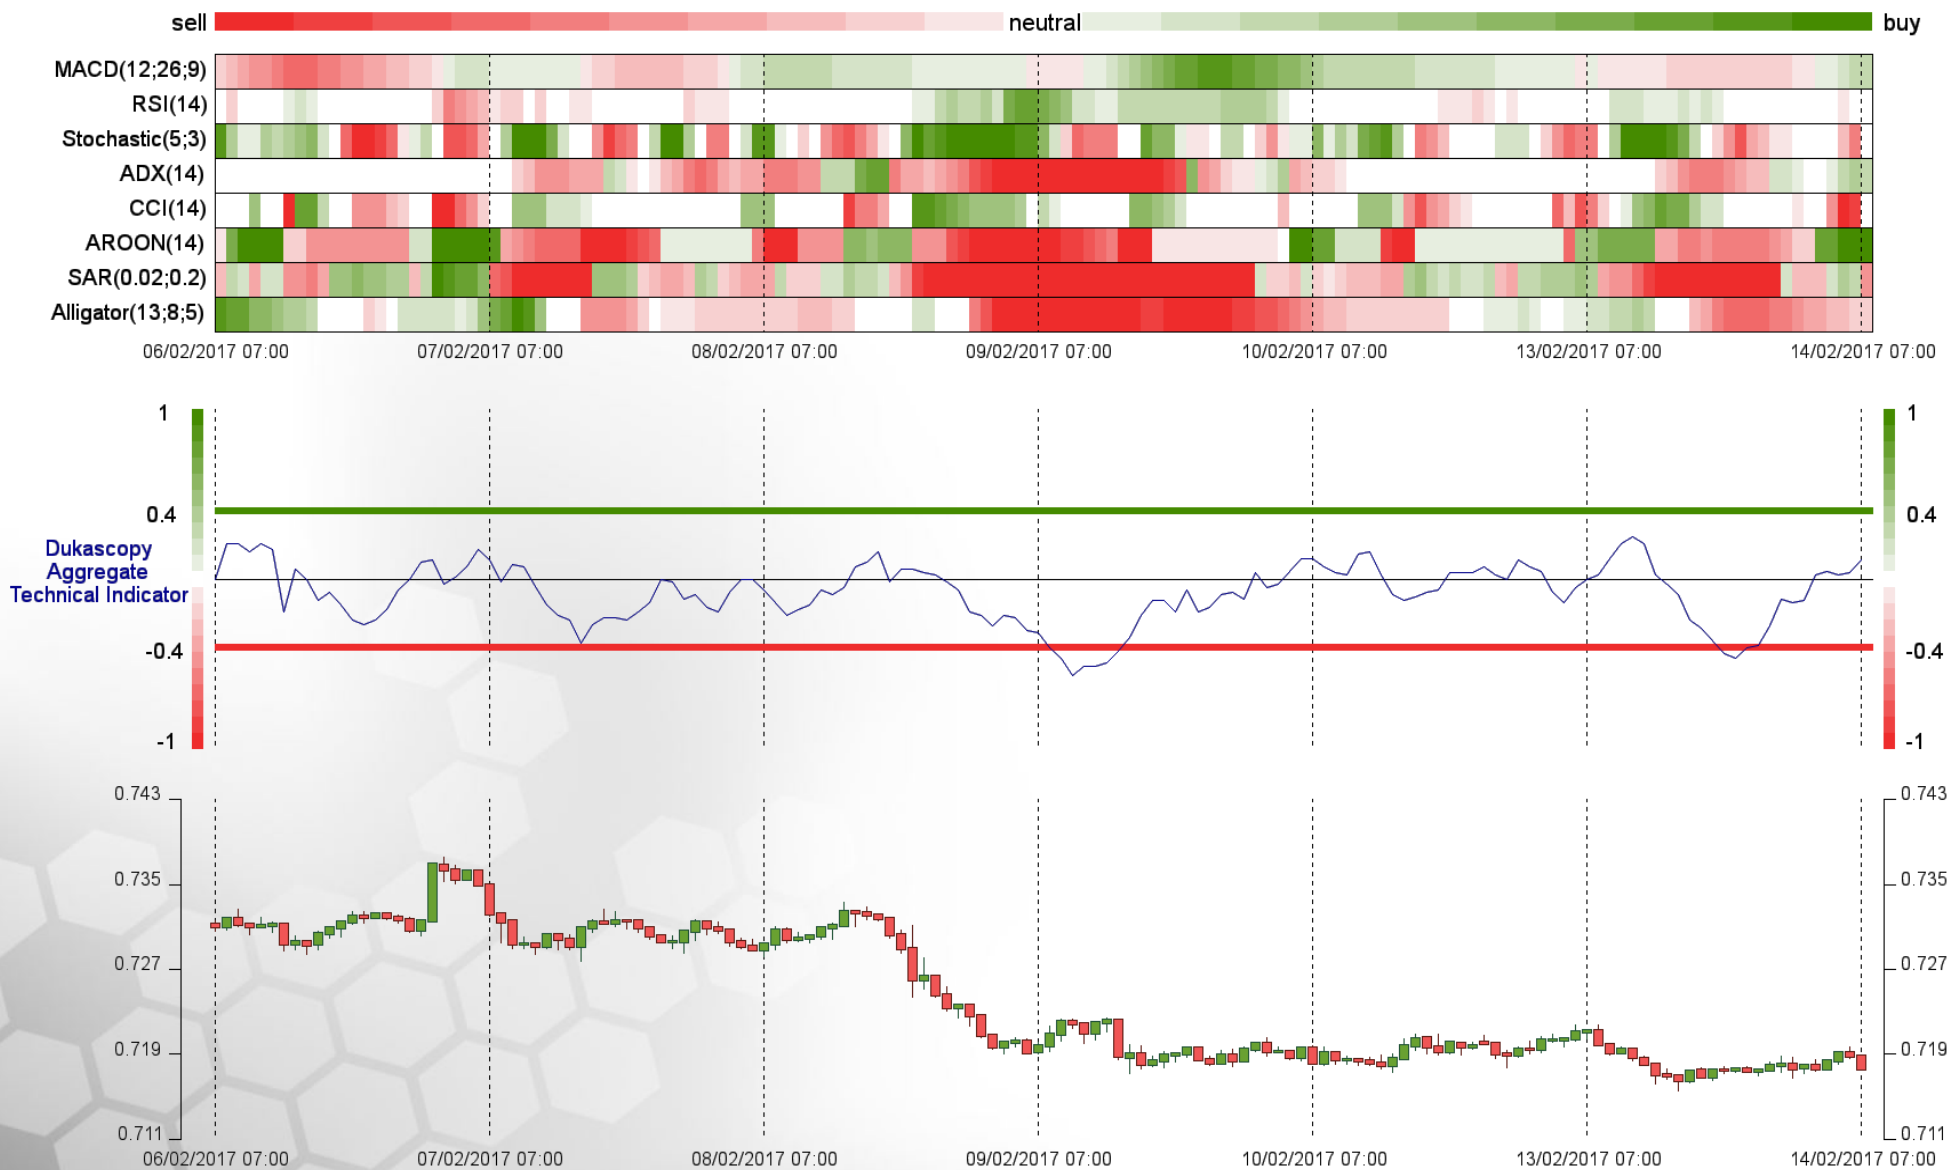 sell neutral buy
MACD(12;26;9)
RSI(14)
Stochastic(5;3)
ADX(14)
CCI(14)
AROON(14)
SAR(0.02;0.2)
Alligator(13;8;5)
06/02/2017 07:00 07/02/2017 07:00 08/02/2017 07:00 09/02/2017 07:00 10/02/2017 07:00 13/02/2017 07:00 14/02/2017 07:00
1 1
0.4 0.4
Dukascopy
Aggregate
Technical Indicator
-0.4 -0.4
-1 -1
0.743 0.743
0.735 0.735
0.727 0.727
0.719 0.719
0.711 0.711
06/02/2017 07:00 07/02/2017 07:00 08/02/2017 07:00 09/02/2017 07:00 10/02/2017 07:00 13/02/2017 07:00 14/02/2017 07:00